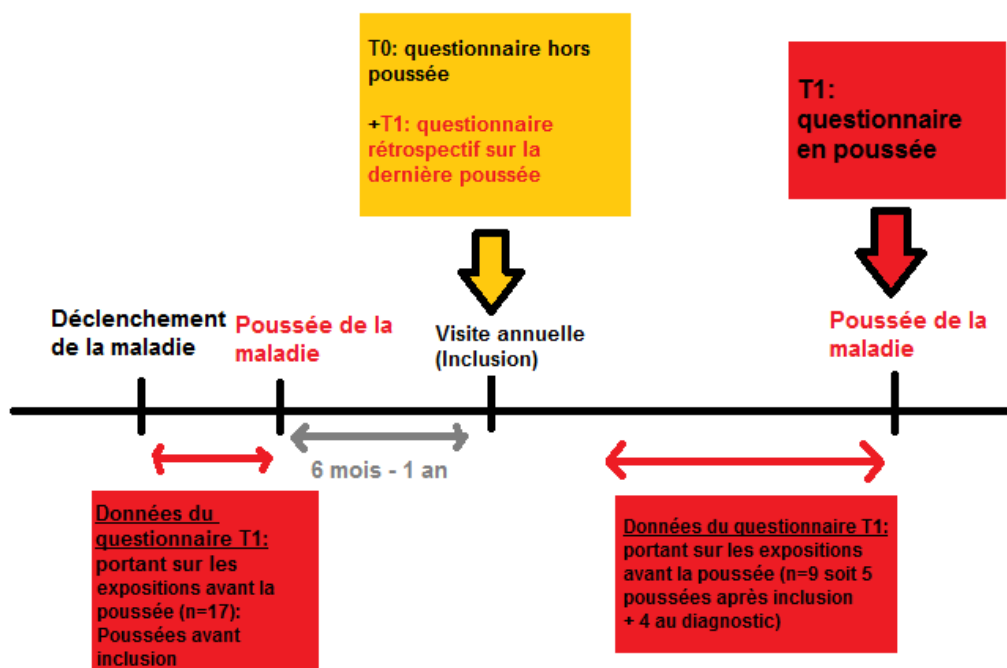 T0: questionnaire hors
poussée
+T1: questionnaire
rétrospectif sur la
dernière poussée
T1:
questionnaire
en poussée
Déclenchement
de la maladie
Poussée de la
maladie
Visite annuelle
(Inclusion)
Poussée de la
maladie
6 mois - 1 an
Données du
questionnaire T1:
portant sur les
expositions avant la
poussée (n=17):
Poussées avant
inclusion
Données du questionnaire T1:
portant sur les expositions
avant la poussée (n=9 soit 5
poussées après inclusion
+ 4 au diagnostic)